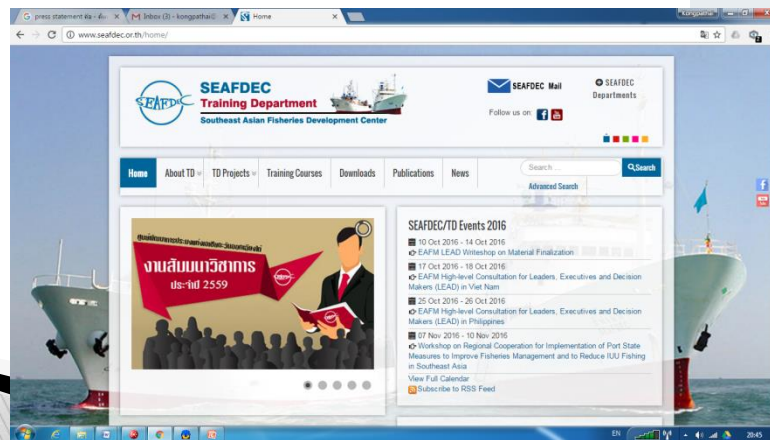 press statement คือ - ค้น
Inbox (3) - kongpathai@
Home
www.seafdec.or.th/home/
SEAFDEC
SEAFDEC
Training Department
Southeast Asian Fisheries Development Center
SEAFDEC Mail
SEAFDEC
Departments
Follow us on:
Home
About TD
TD Projects
Training Courses
Downloads
Publications
News
Search ...
Search
Advanced Search
งานสัมมนาวิชาการ
ประจำปี 2559
SEAFDEC/TD Events 2016
10 Oct 2016 - 14 Oct 2016
EAFM LEAD Writeshop on Material Finalization
17 Oct 2016 - 18 Oct 2016
EAFM High-level Consultation for Leaders, Executives and Decision
Makers (LEAD) in Viet Nam
25 Oct 2016 - 26 Oct 2016
EAFM High-level Consultation for Leaders, Executives and Decision
Makers (LEAD) in Philippines
07 Nov 2016 - 10 Nov 2016
Workshop on Regional Cooperation for Implementation of Port State
Measures to Improve Fisheries Management and to Reduce IUU Fishing
in Southeast Asia
View Full Calendar
Subscribe to RSS Feed
EN
20:45